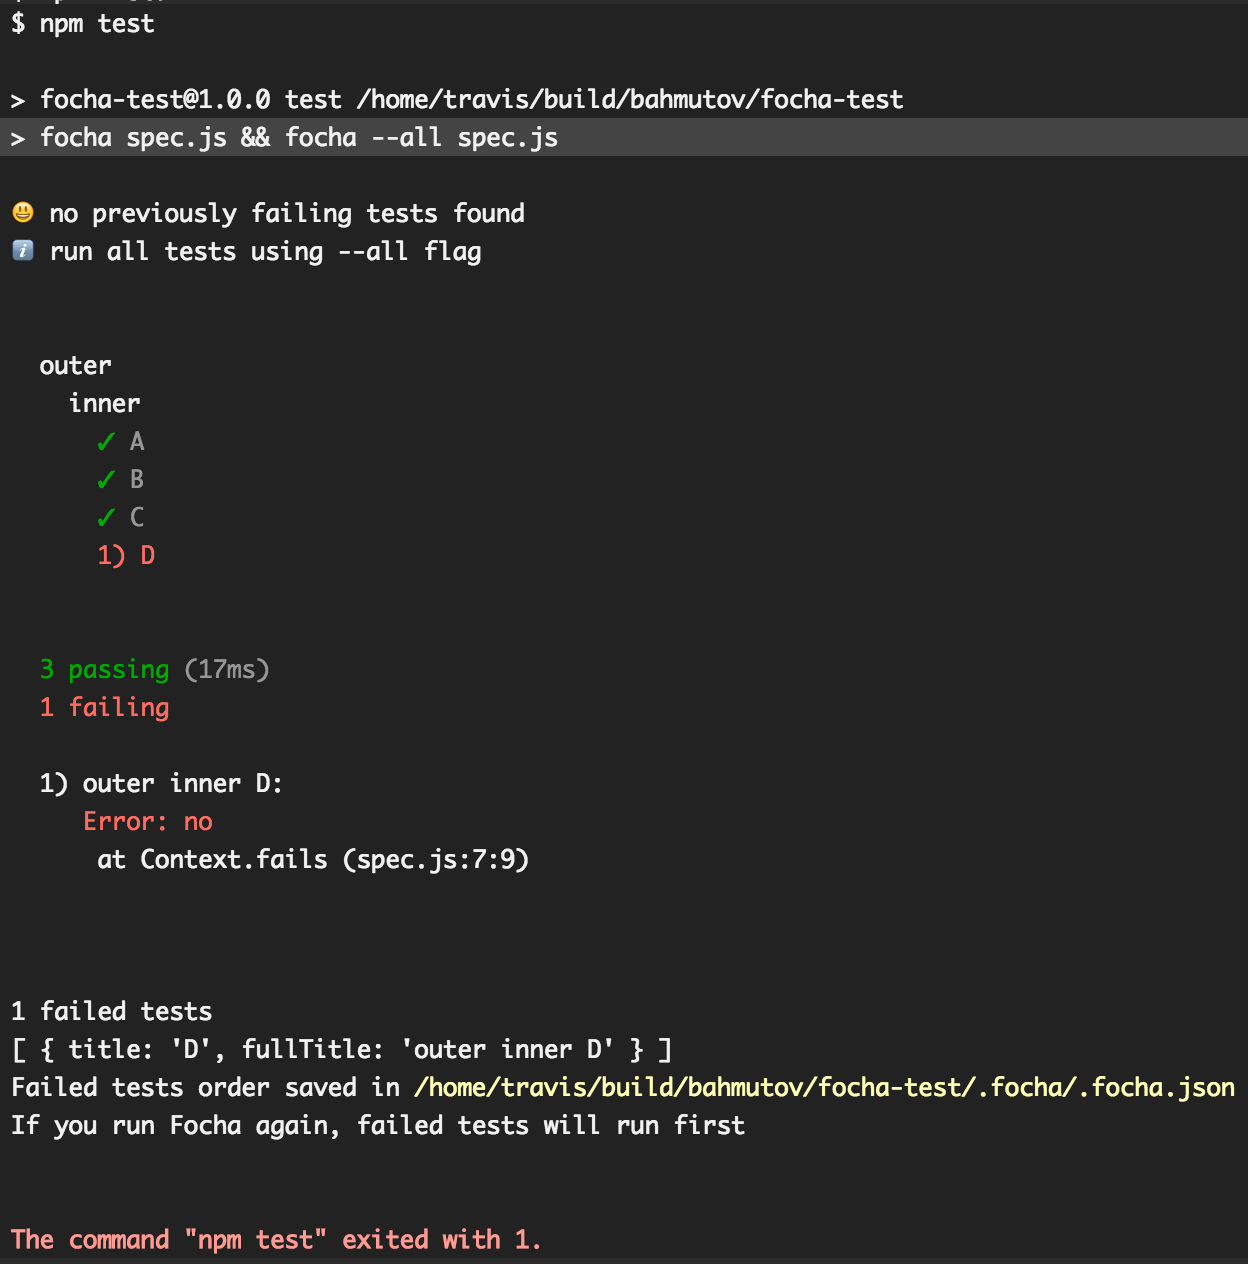 $ npm test
> focha-test@1.0.0 test /home/travis/build/bahmutov/focha-test
> focha spec.js && focha --all spec.js
😃 no previously failing tests found
ℹ️ run all tests using --all flag
outer
inner
✓ A
✓ B
✓ C
1) D
3 passing (17ms)
1 failing
1) outer inner D:
Error: no
at Context.fails (spec.js:7:9)
1 failed tests
[ { title: 'D', fullTitle: 'outer inner D' } ]
Failed tests order saved in /home/travis/build/bahmutov/focha-test/.focha/.focha.json
If you run Focha again, failed tests will run first
The command "npm test" exited with 1.